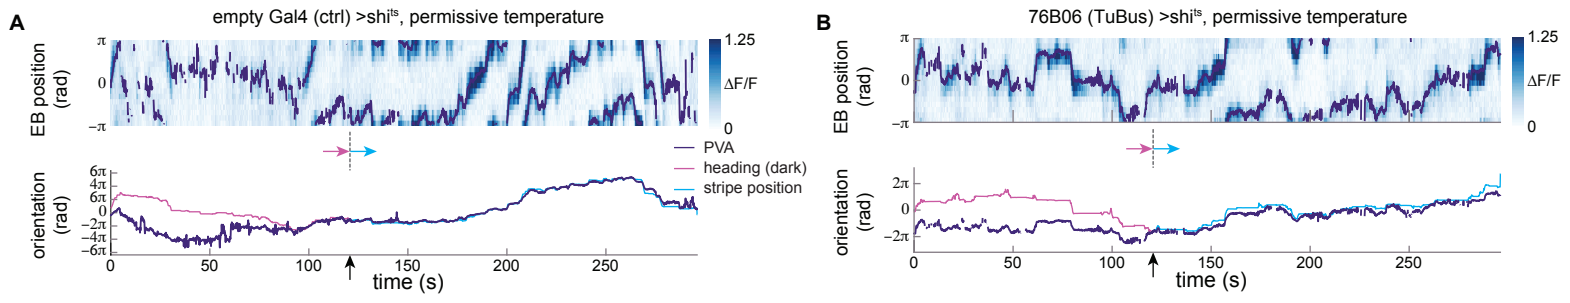 A
empty Gal4 (ctrl) >shiᵗˢ, permissive temperature
EB position
(rad)
π
0
−π
1.25
ΔF/F
0
PVA
heading (dark)
stripe position
orientation
(rad)
6π
4π
2π
0
−2π
−4π
−6π
0
50
100
150
200
250
time (s)
B
76B06 (TuBus) >shiᵗˢ, permissive temperature
EB position
(rad)
π
0
−π
1.25
ΔF/F
0
orientation
(rad)
2π
0
−2π
0
50
100
150
200
250
time (s)